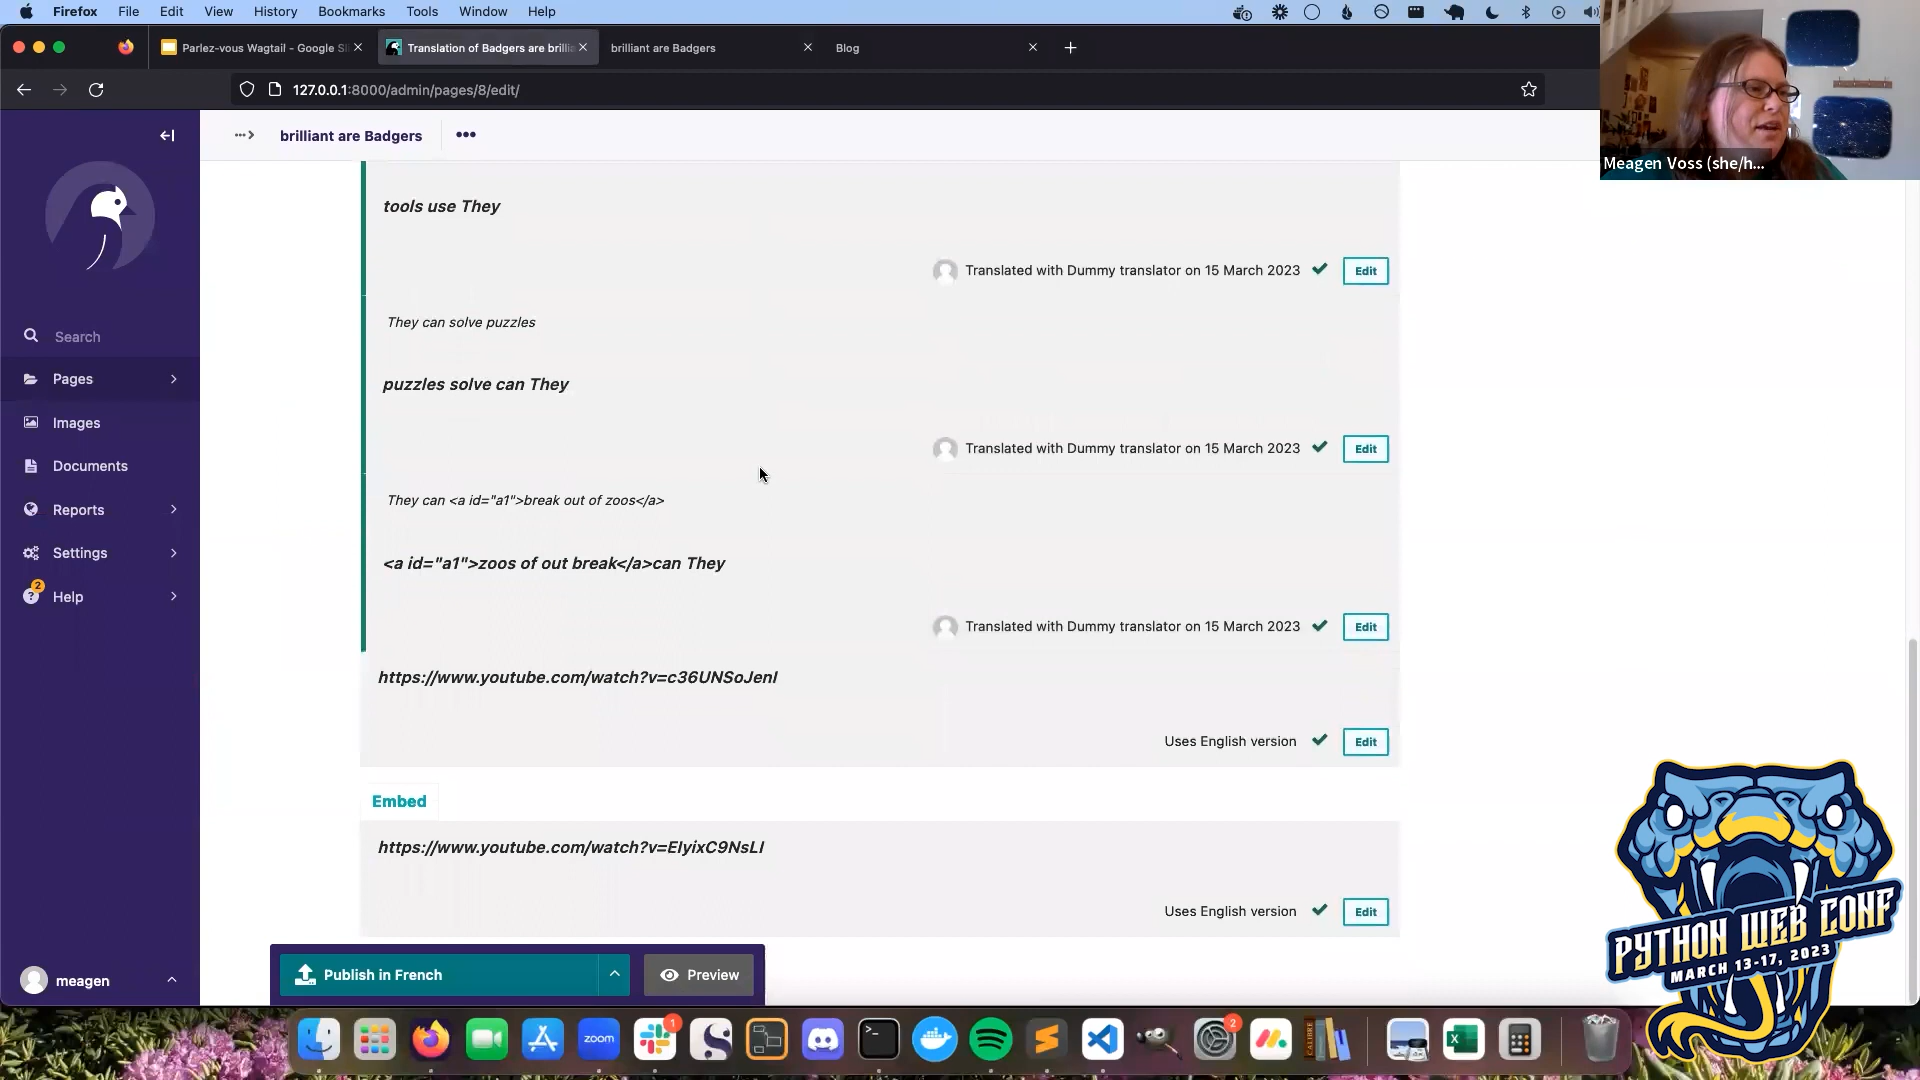 Firefox File Edit View History Bookmarks Tools Window Help
Parlez-vous Wagtail - Google Sl
Translation of Badgers are brillia
brilliant are Badgers
Blog
127.0.0.1:8000/admin/pages/8/edit/
Meagen Voss (she/h...
brilliant are Badgers
Search
Pages
Images
Documents
Reports
Settings
2
Help
meagen
tools use They
Translated with Dummy translator on 15 March 2023
Edit
They can solve puzzles
puzzles solve can They
Translated with Dummy translator on 15 March 2023
Edit
They can <a id="a1">break out of zoos</a>
<a id="a1">zoos of out break</a>can They
Translated with Dummy translator on 15 March 2023
Edit
https://www.youtube.com/watch?v=c36UNSoJenI
Uses English version
Edit
Embed
https://www.youtube.com/watch?v=EIyixC9NsLI
Uses English version
Edit
Publish in French
Preview
PYTHON WEB CONF
MARCH 13-17, 2023
zoom
1
2